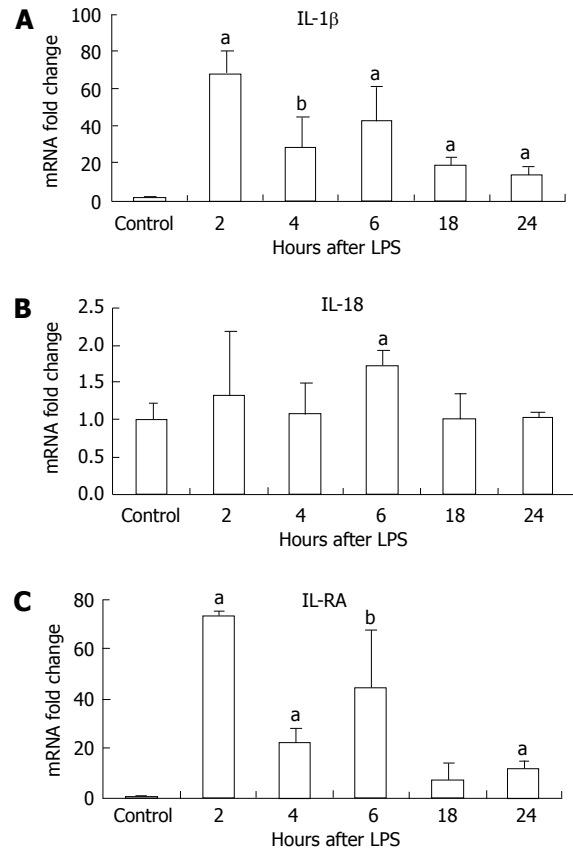 A
IL-1β
mRNA fold change
100
80
60
40
20
0
a
b
a
a
a
Control 2 4 6 18 24
Hours after LPS
B
IL-18
mRNA fold change
2.5
2.0
1.5
1.0
0.5
0.0
a
Control 2 4 6 18 24
Hours after LPS
C
IL-RA
mRNA fold change
80
60
40
20
0
a
a
b
a
Control 2 4 6 18 24
Hours after LPS